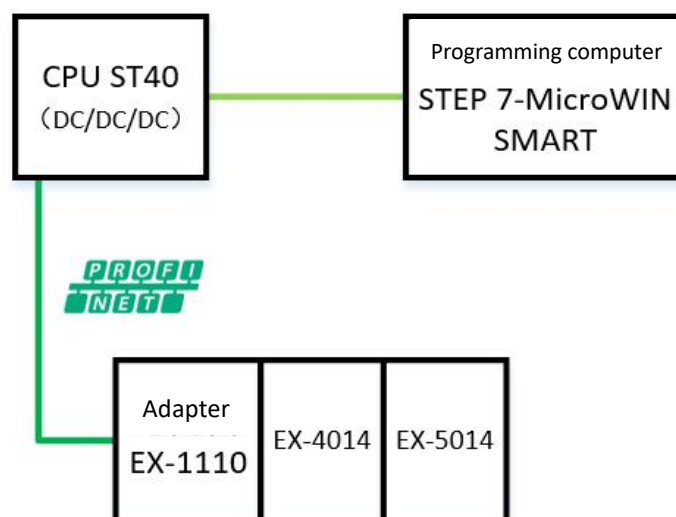 CPU ST40
（DC/DC/DC）
Programming computer
STEP 7-MicroWIN
SMART
PROFI
NET
Adapter
EX-1110
EX-4014
EX-5014